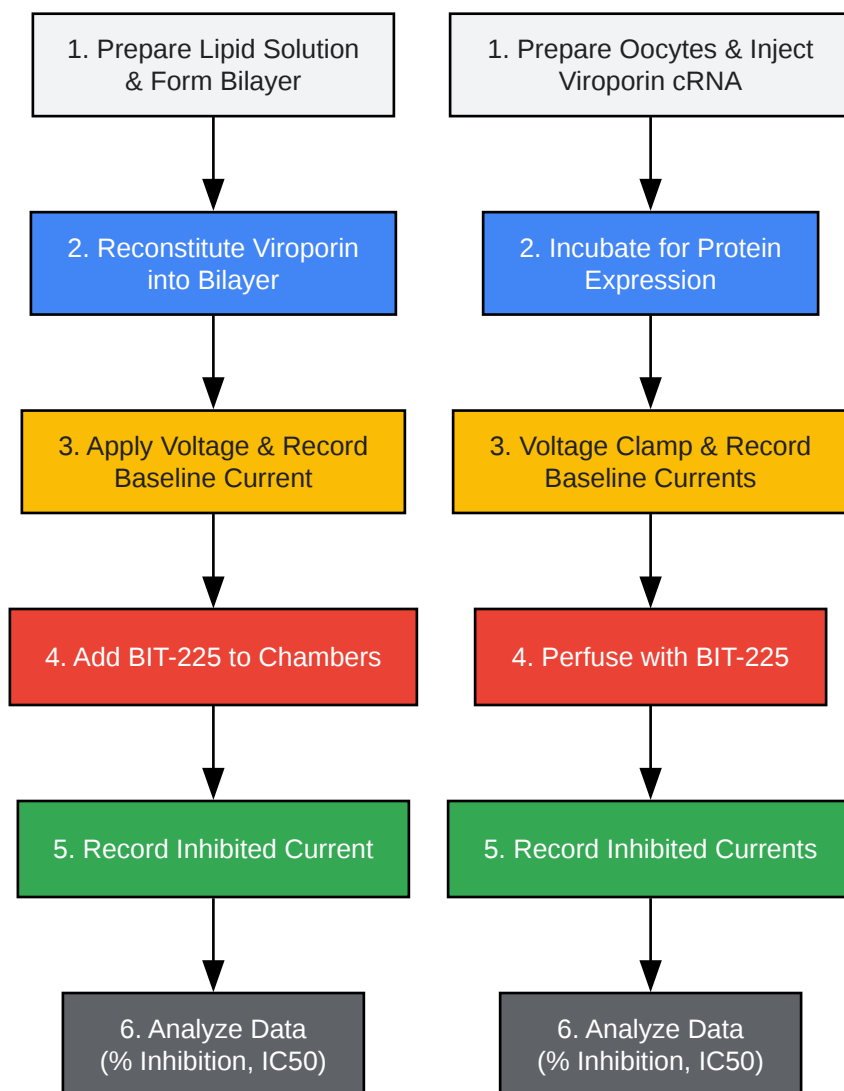 1. Prepare Lipid Solution
& Form Bilayer
2. Reconstitute Viroporin
into Bilayer
3. Apply Voltage & Record
Baseline Current
4. Add BIT-225 to Chambers
5. Record Inhibited Current
6. Analyze Data
(% Inhibition, IC50)
1. Prepare Oocytes & Inject
Viroporin cRNA
2. Incubate for Protein
Expression
3. Voltage Clamp & Record
Baseline Currents
4. Perfuse with BIT-225
5. Record Inhibited Currents
6. Analyze Data
(% Inhibition, IC50)